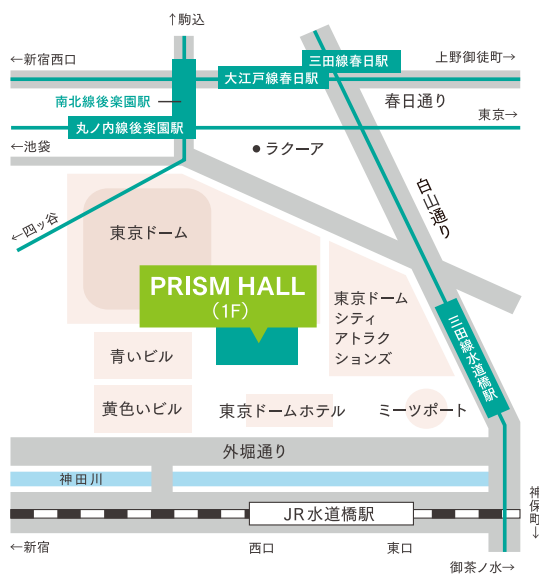 ↑駒込
←新宿西口
三田線春日駅
上野御徒町→
大江戸線春日駅
南北線後楽園駅
春日通り
丸ノ内線後楽園駅
東京→
←池袋
ラクーア
白山通り
←四ッ谷
東京ドーム
PRISM HALL
(1F)
東京ドーム
シティ
アトラク
ションズ
三田線水道橋駅
青いビル
黄色いビル
東京ドームホテル
ミーツポート
外堀通り
神田川
神保町→
JR水道橋駅
←新宿
西口
東口
御茶ノ水→